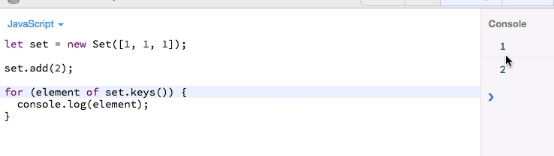 JavaScript
Console
let set = new Set([1, 1, 1]);
set.add(2);
for (element of set.keys()) {
  console.log(element);
}
1
2